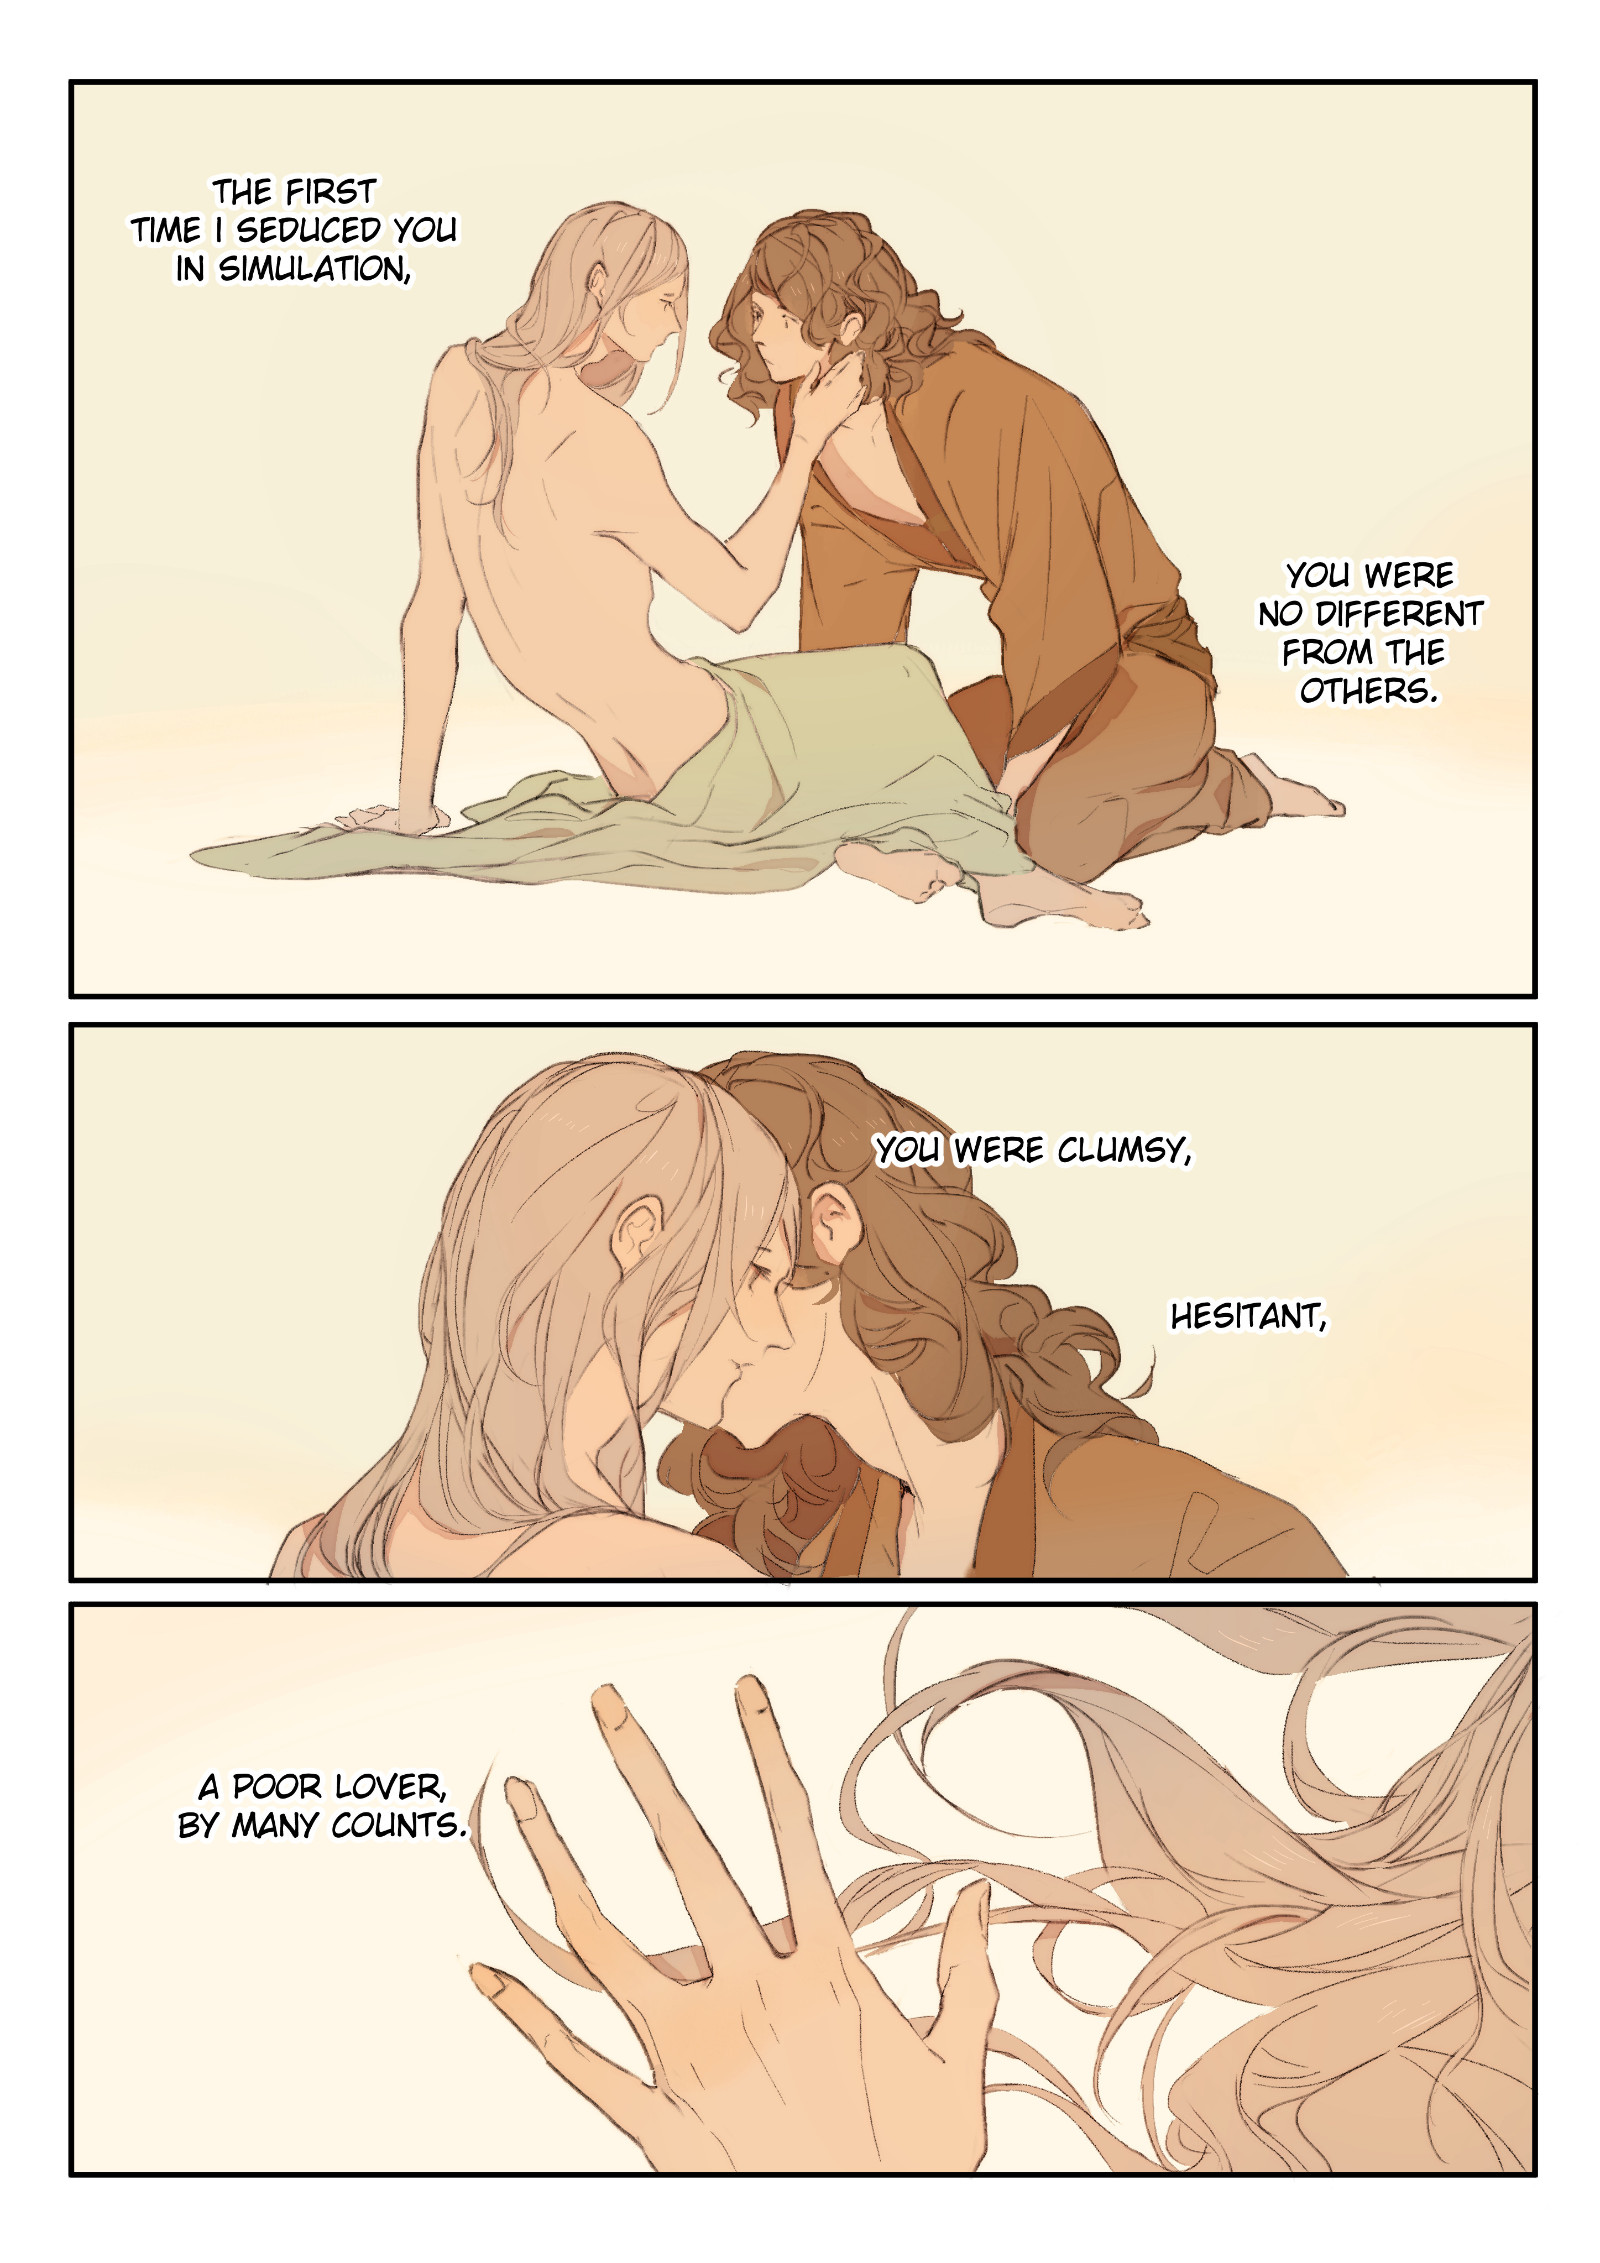 THE FIRST
TIME I SEDUCED YOU
IN SIMULATION,
YOU WERE
NO DIFFERENT
FROM THE
OTHERS.
YOU WERE CLUMSY,
HESITANT,
A POOR LOVER,
BY MANY COUNTS.